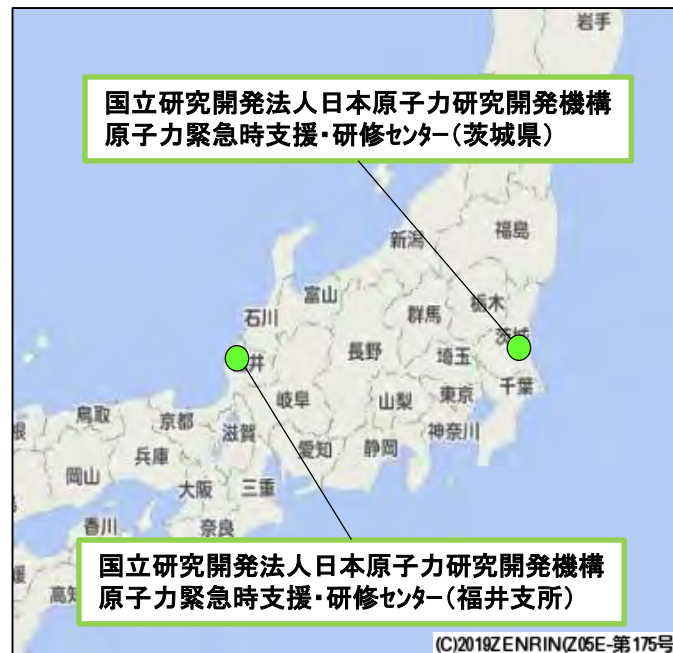 岩手
国立研究開発法人日本原子力研究開発機構
原子力緊急時支援・研修センター(茨城県)
福島
新潟
富山
石川
栃木
群馬
茨城
長野
埼玉
千葉
岐阜
山梨
東京
神奈川
鳥取
京都
滋賀
愛知
静岡
兵庫
岡山
大阪
三重
奈良
香川
国立研究開発法人日本原子力研究開発機構
原子力緊急時支援・研修センター(福井支所)
(C)2019ZENRIN(Z05E-第175号